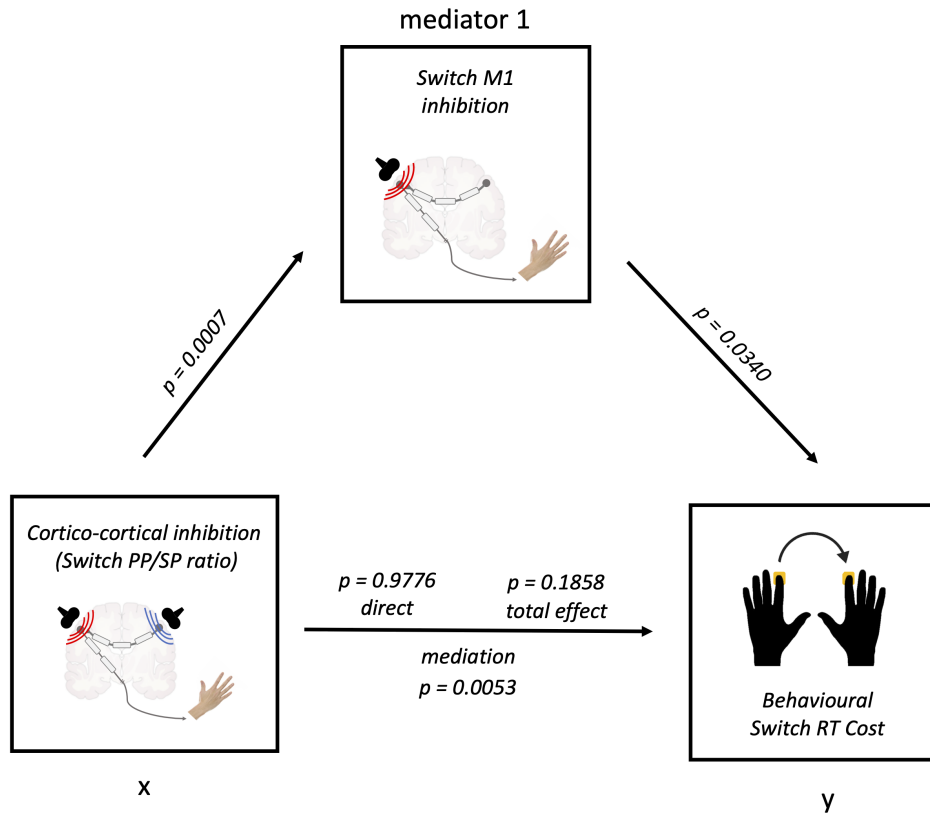 mediator 1
Switch M1
inhibition
p = 0.0007
p = 0.0340
Cortico-cortical inhibition
(Switch PP/SP ratio)
p = 0.9776
direct
p = 0.1858
total effect
mediation
p = 0.0053
Behavioural
Switch RT Cost
x
y